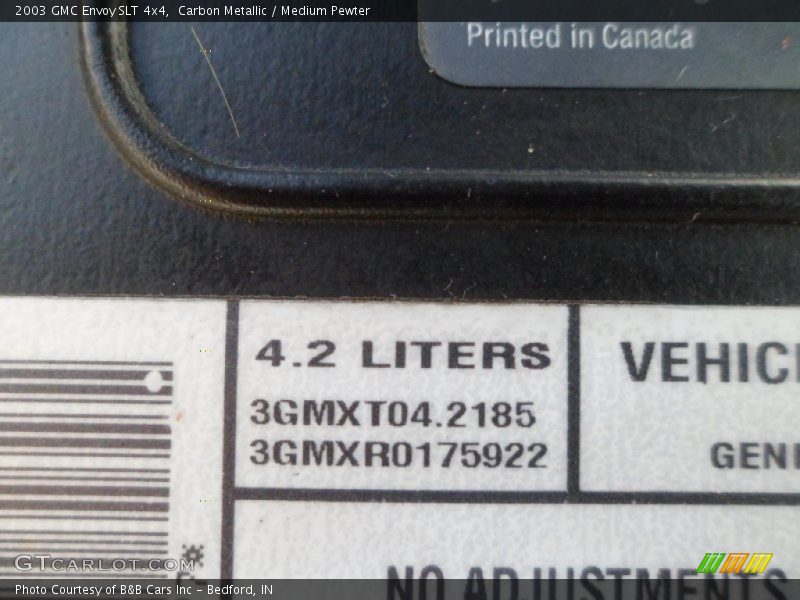 2003 GMC Envoy SLT 4x4, Carbon Metallic / Medium Pewter
Printed in Canada
4.2 LITERS
3GMXT04.2185
3GMXR0175922
VEHIC
GEN
NO ADJUSTMENTS
GTCARLOT.COM
Photo Courtesy of B&B Cars Inc – Bedford, IN